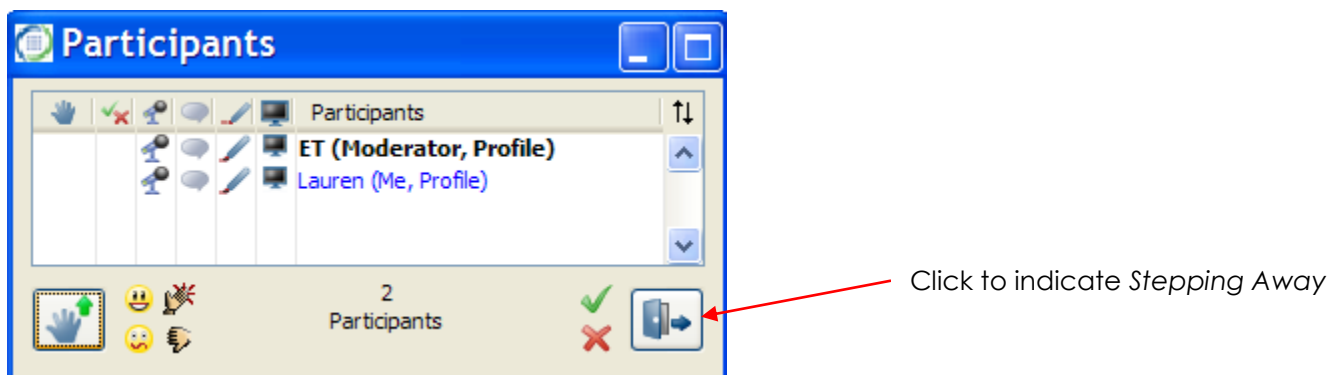 Participants
Participants
ET (Moderator, Profile)
Lauren (Me, Profile)
2
Participants
Click to indicate Stepping Away